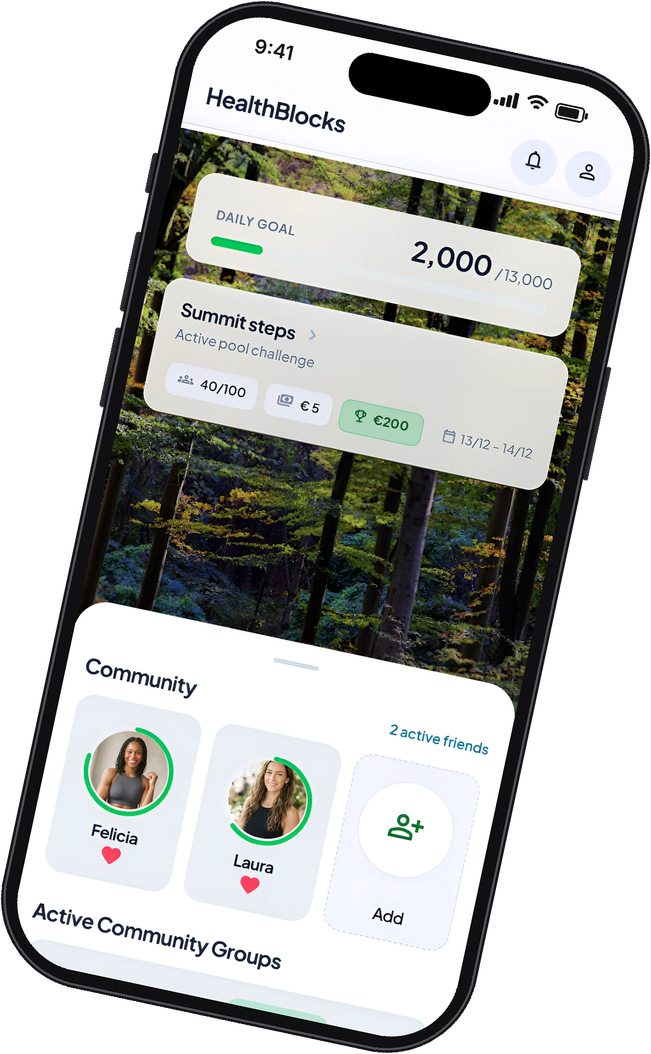 9:41
HealthBlocks
DAILY GOAL
2,000 /13,000
Summit steps
Active pool challenge
40/100 € 5 €200 13/12 – 14/12
Community
2 active friends
Felicia
Laura
Add
Active Community Groups